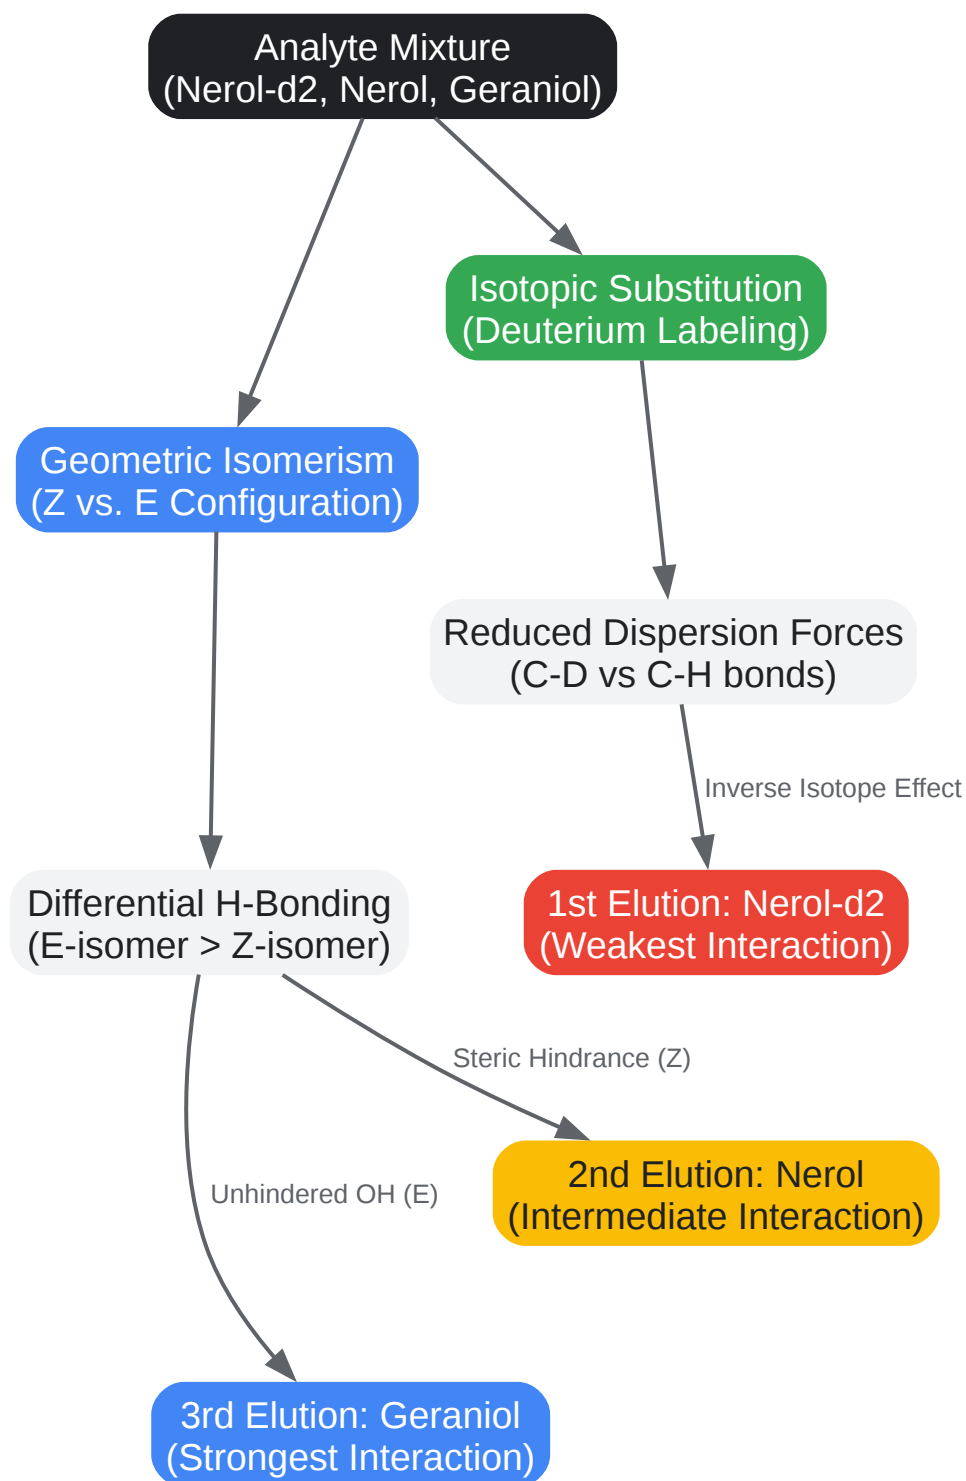 Analyte Mixture
(Nerol-d2, Nerol, Geraniol)
Isotopic Substitution
(Deuterium Labeling)
Geometric Isomerism
(Z vs. E Configuration)
Reduced Dispersion Forces
(C-D vs C-H bonds)
Inverse Isotope Effect
Differential H-Bonding
(E-isomer > Z-isomer)
1st Elution: Nerol-d2
(Weakest Interaction)
Steric Hindrance (Z)
Unhindered OH (E)
2nd Elution: Nerol
(Intermediate Interaction)
3rd Elution: Geraniol
(Strongest Interaction)